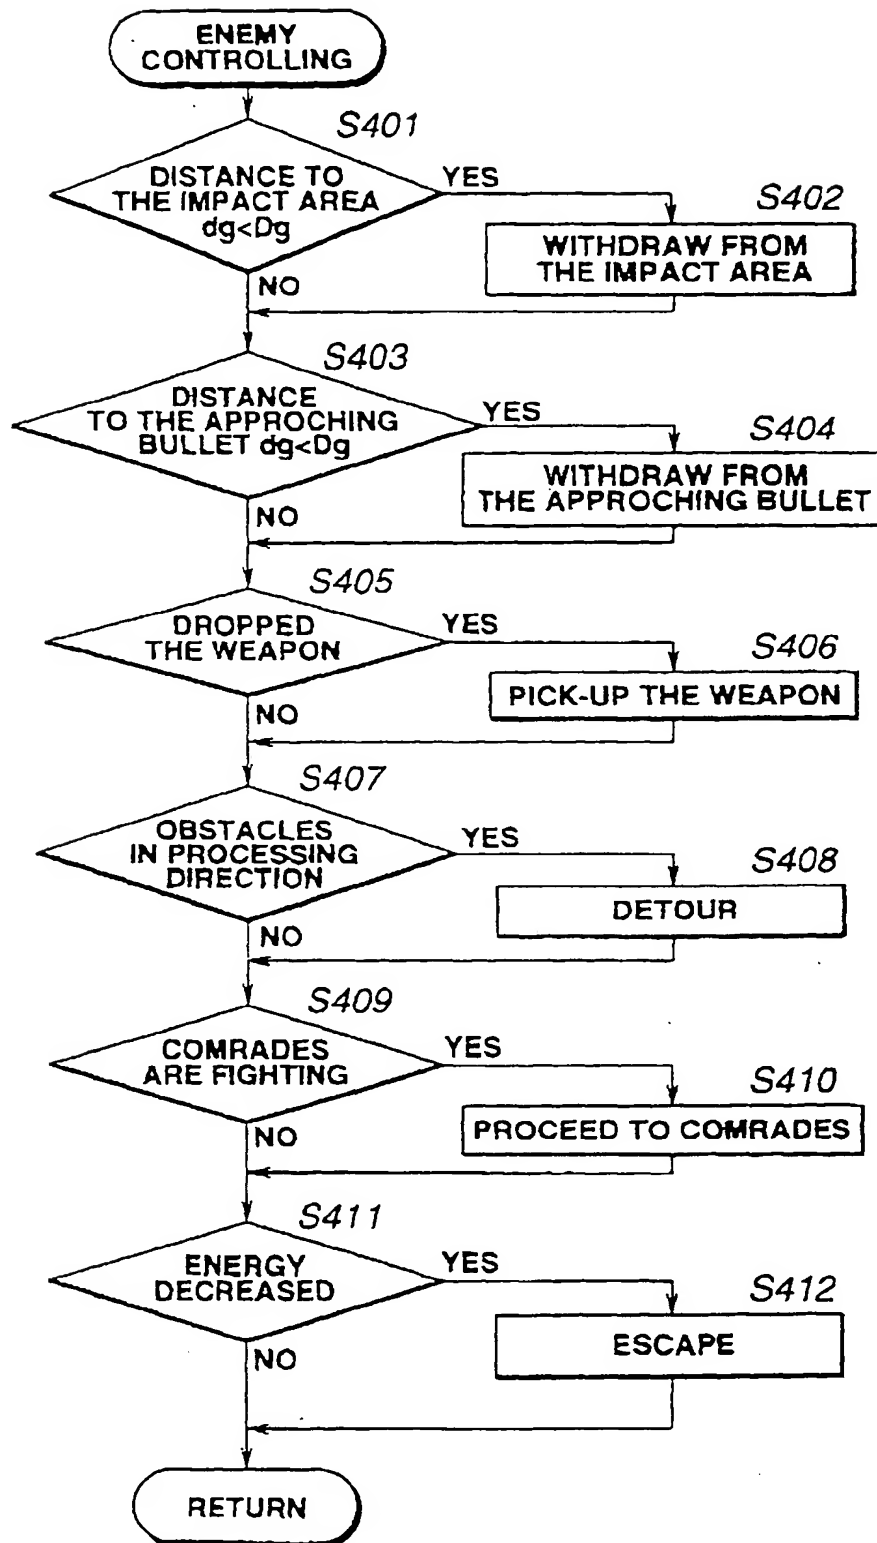 ENEMY
CONTROLLING
S401
DISTANCE TO
THE IMPACT AREA
dg<Dg
YES
S402
WITHDRAW FROM
THE IMPACT AREA
NO
S403
DISTANCE
TO THE APPROCHING
BULLET dg<Dg
YES
S404
WITHDRAW FROM
THE APPROCHING BULLET
NO
S405
DROPPED
THE WEAPON
YES
S406
PICK-UP THE WEAPON
NO
S407
OBSTACLES
IN PROCESSING
DIRECTION
YES
S408
DETOUR
NO
S409
COMRADES
ARE FIGHTING
YES
S410
PROCEED TO COMRADES
NO
S411
ENERGY
DECREASED
YES
S412
ESCAPE
NO
RETURN